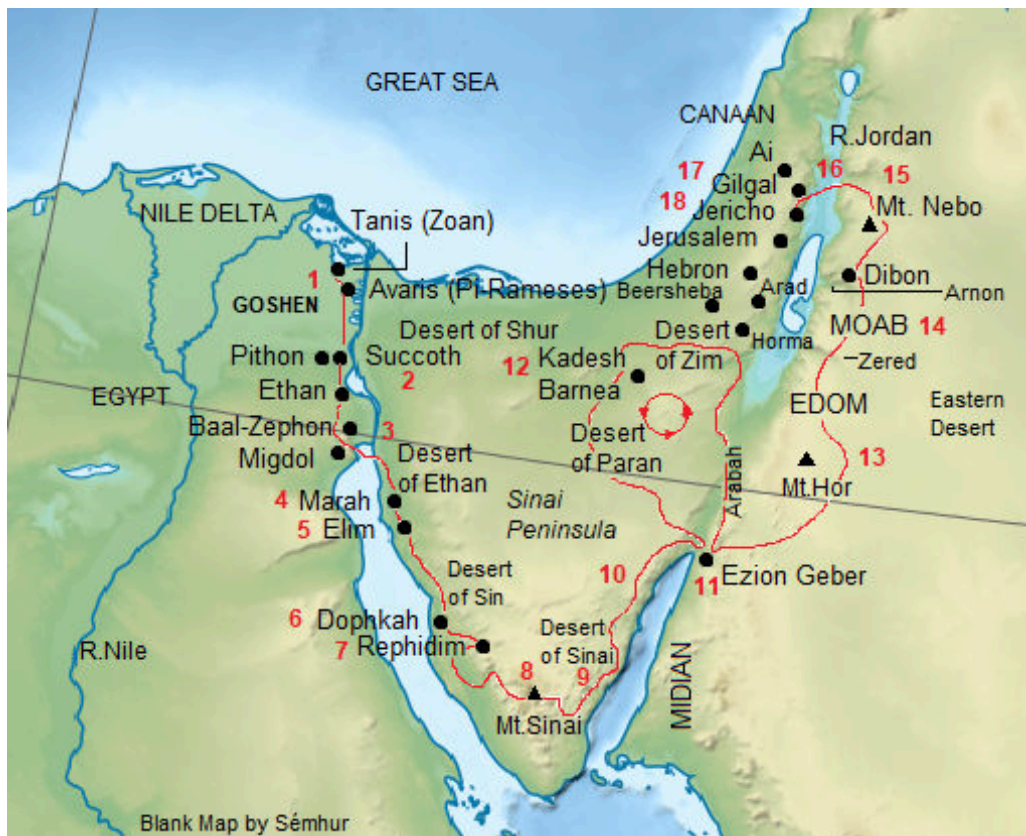 GREAT SEA
CANAAN
R.Jordan
Ai
17
16
15
Gilgal
18
NILE DELTA
Jericho
Mt. Nebo
Tanis (Zoan)
Jerusalem
1
Hebron
Dibon
Avaris (Pi-Rameses)
Beersheba
Arad
Arnon
GOSHEN
Desert of Shur
Desert
of Zim
Horma
MOAB
14
Pithon
Succoth
12
Kadesh
Barnea
Zered
2
Ethan
EGYPT
EDOM
Eastern
Desert
Baal-Zephon
3
Desert
of Paran
Migdol
Desert
of Ethan
13
Mt.Hor
Arabah
4
Marah
Sinai
Peninsula
5
Elim
10
11
Ezion Geber
Desert
of Sin
6
Dophkah
Desert
of Sinai
7
Rephidim
R.Nile
8
9
MIDIAN
Mt.Sinai
Blank Map by Sémhur